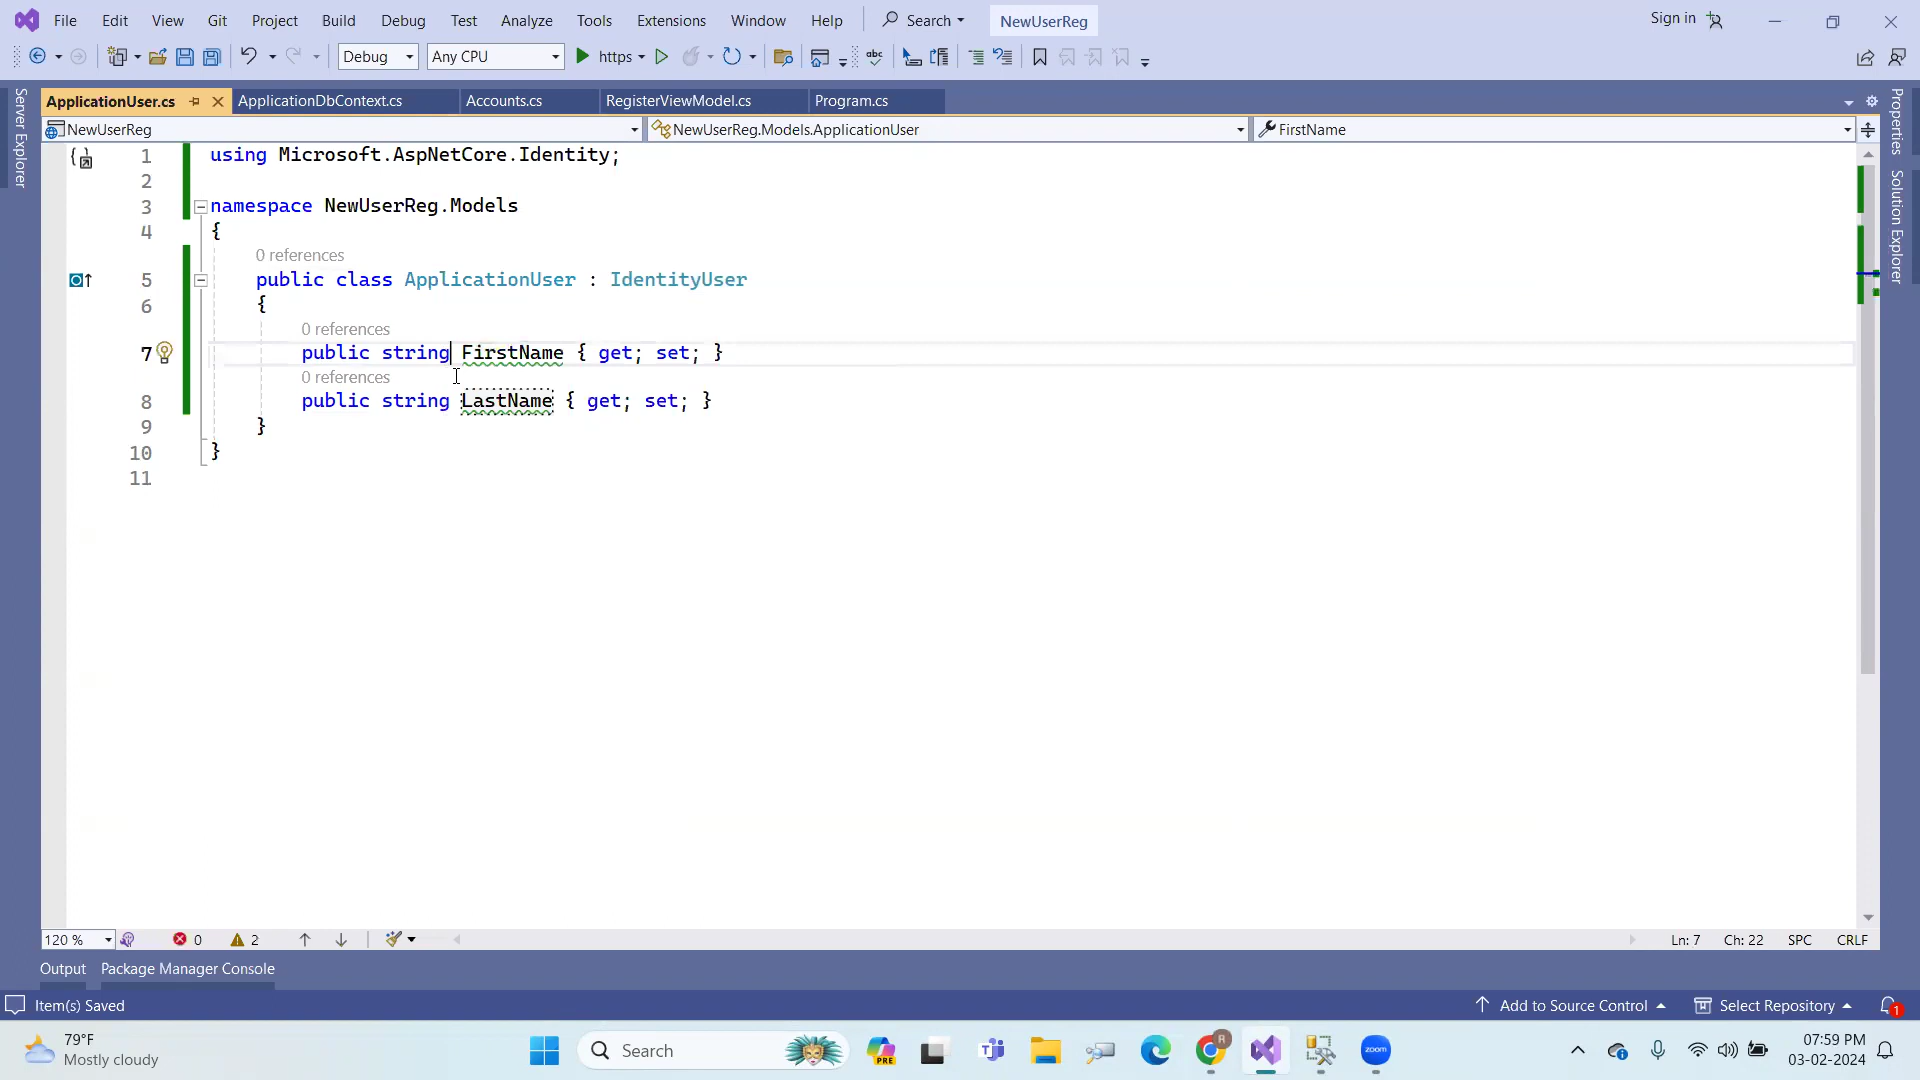 File Edit View Git Project Build Debug Test Analyze Tools Extensions Window Help Search NewUserReg Sign in
Debug Any CPU https
ApplicationUser.cs ApplicationDbContext.cs Accounts.cs RegisterViewModel.cs Program.cs
NewUserReg NewUserReg.Models.ApplicationUser FirstName
Server Explorer
Properties
Solution Explorer
1 using Microsoft.AspNetCore.Identity;
2
3 namespace NewUserReg.Models
4 {
0 references
5 public class ApplicationUser : IdentityUser
6 {
0 references
7 public string FirstName { get; set; }
0 references
8 public string LastName { get; set; }
9 }
10 }
11
120 % 0 2 Ln: 7 Ch: 22 SPC CRLF
Output Package Manager Console
Item(s) Saved Add to Source Control Select Repository 1
79°F
Mostly cloudy
Search
PRE
R
zoom
07:59 PM
03-02-2024